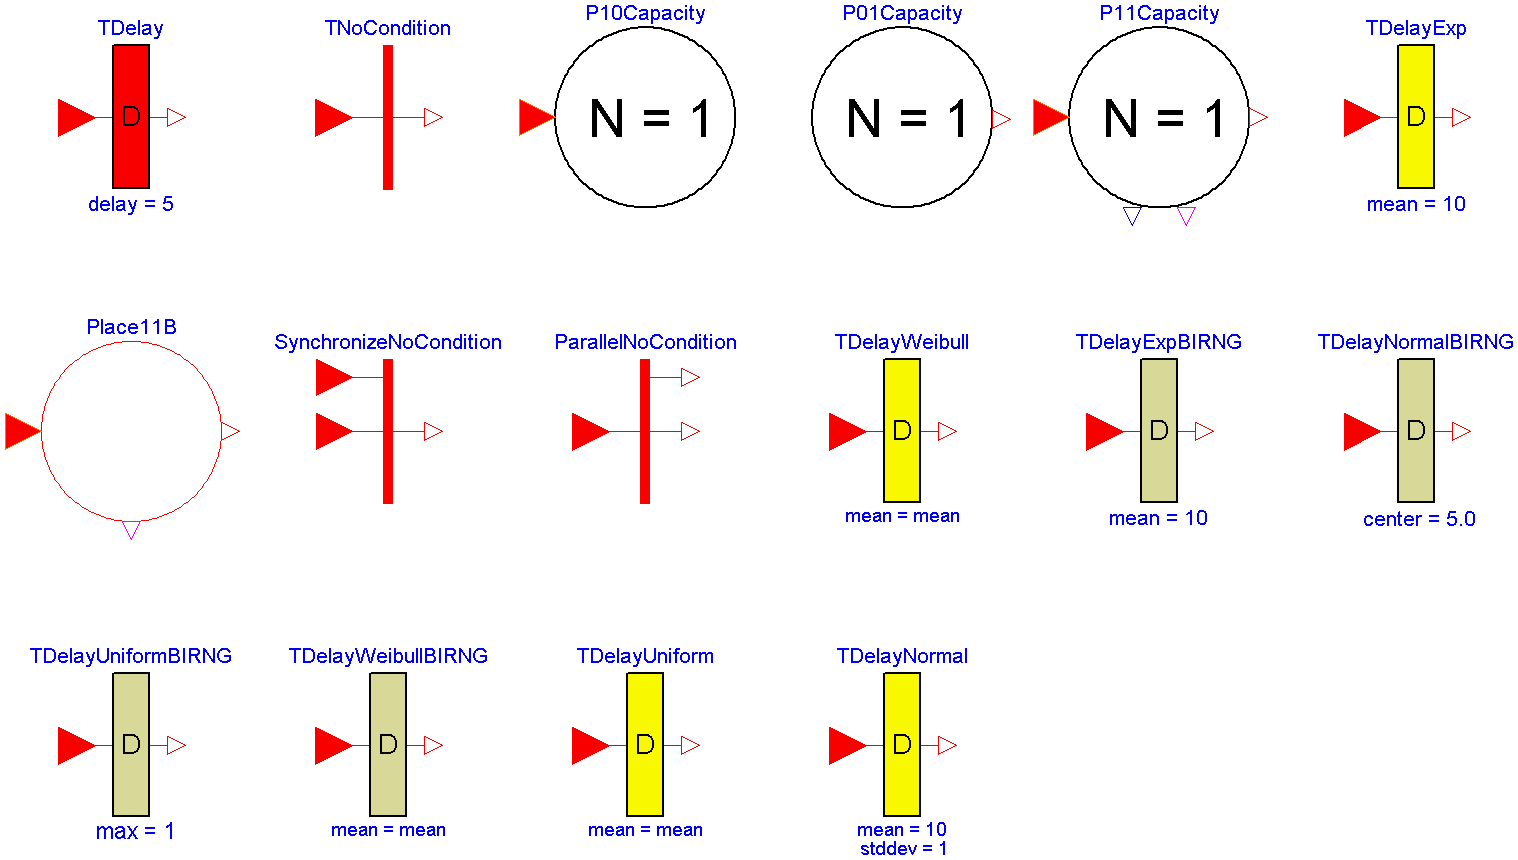 TDelay
D
delay = 5
TNoCondition
P10Capacity
N = 1
P01Capacity
N = 1
P11Capacity
N = 1
TDelayExp
D
mean = 10
Place11B
SynchronizeNoCondition
ParallelNoCondition
TDelayWeibull
D
mean = mean
TDelayExpBIRNG
D
mean = 10
TDelayNormalBIRNG
D
center = 5.0
TDelayUniformBIRNG
D
max = 1
TDelayWeibullBIRNG
D
mean = mean
TDelayUniform
D
mean = mean
TDelayNormal
D
mean = 10
stddev = 1